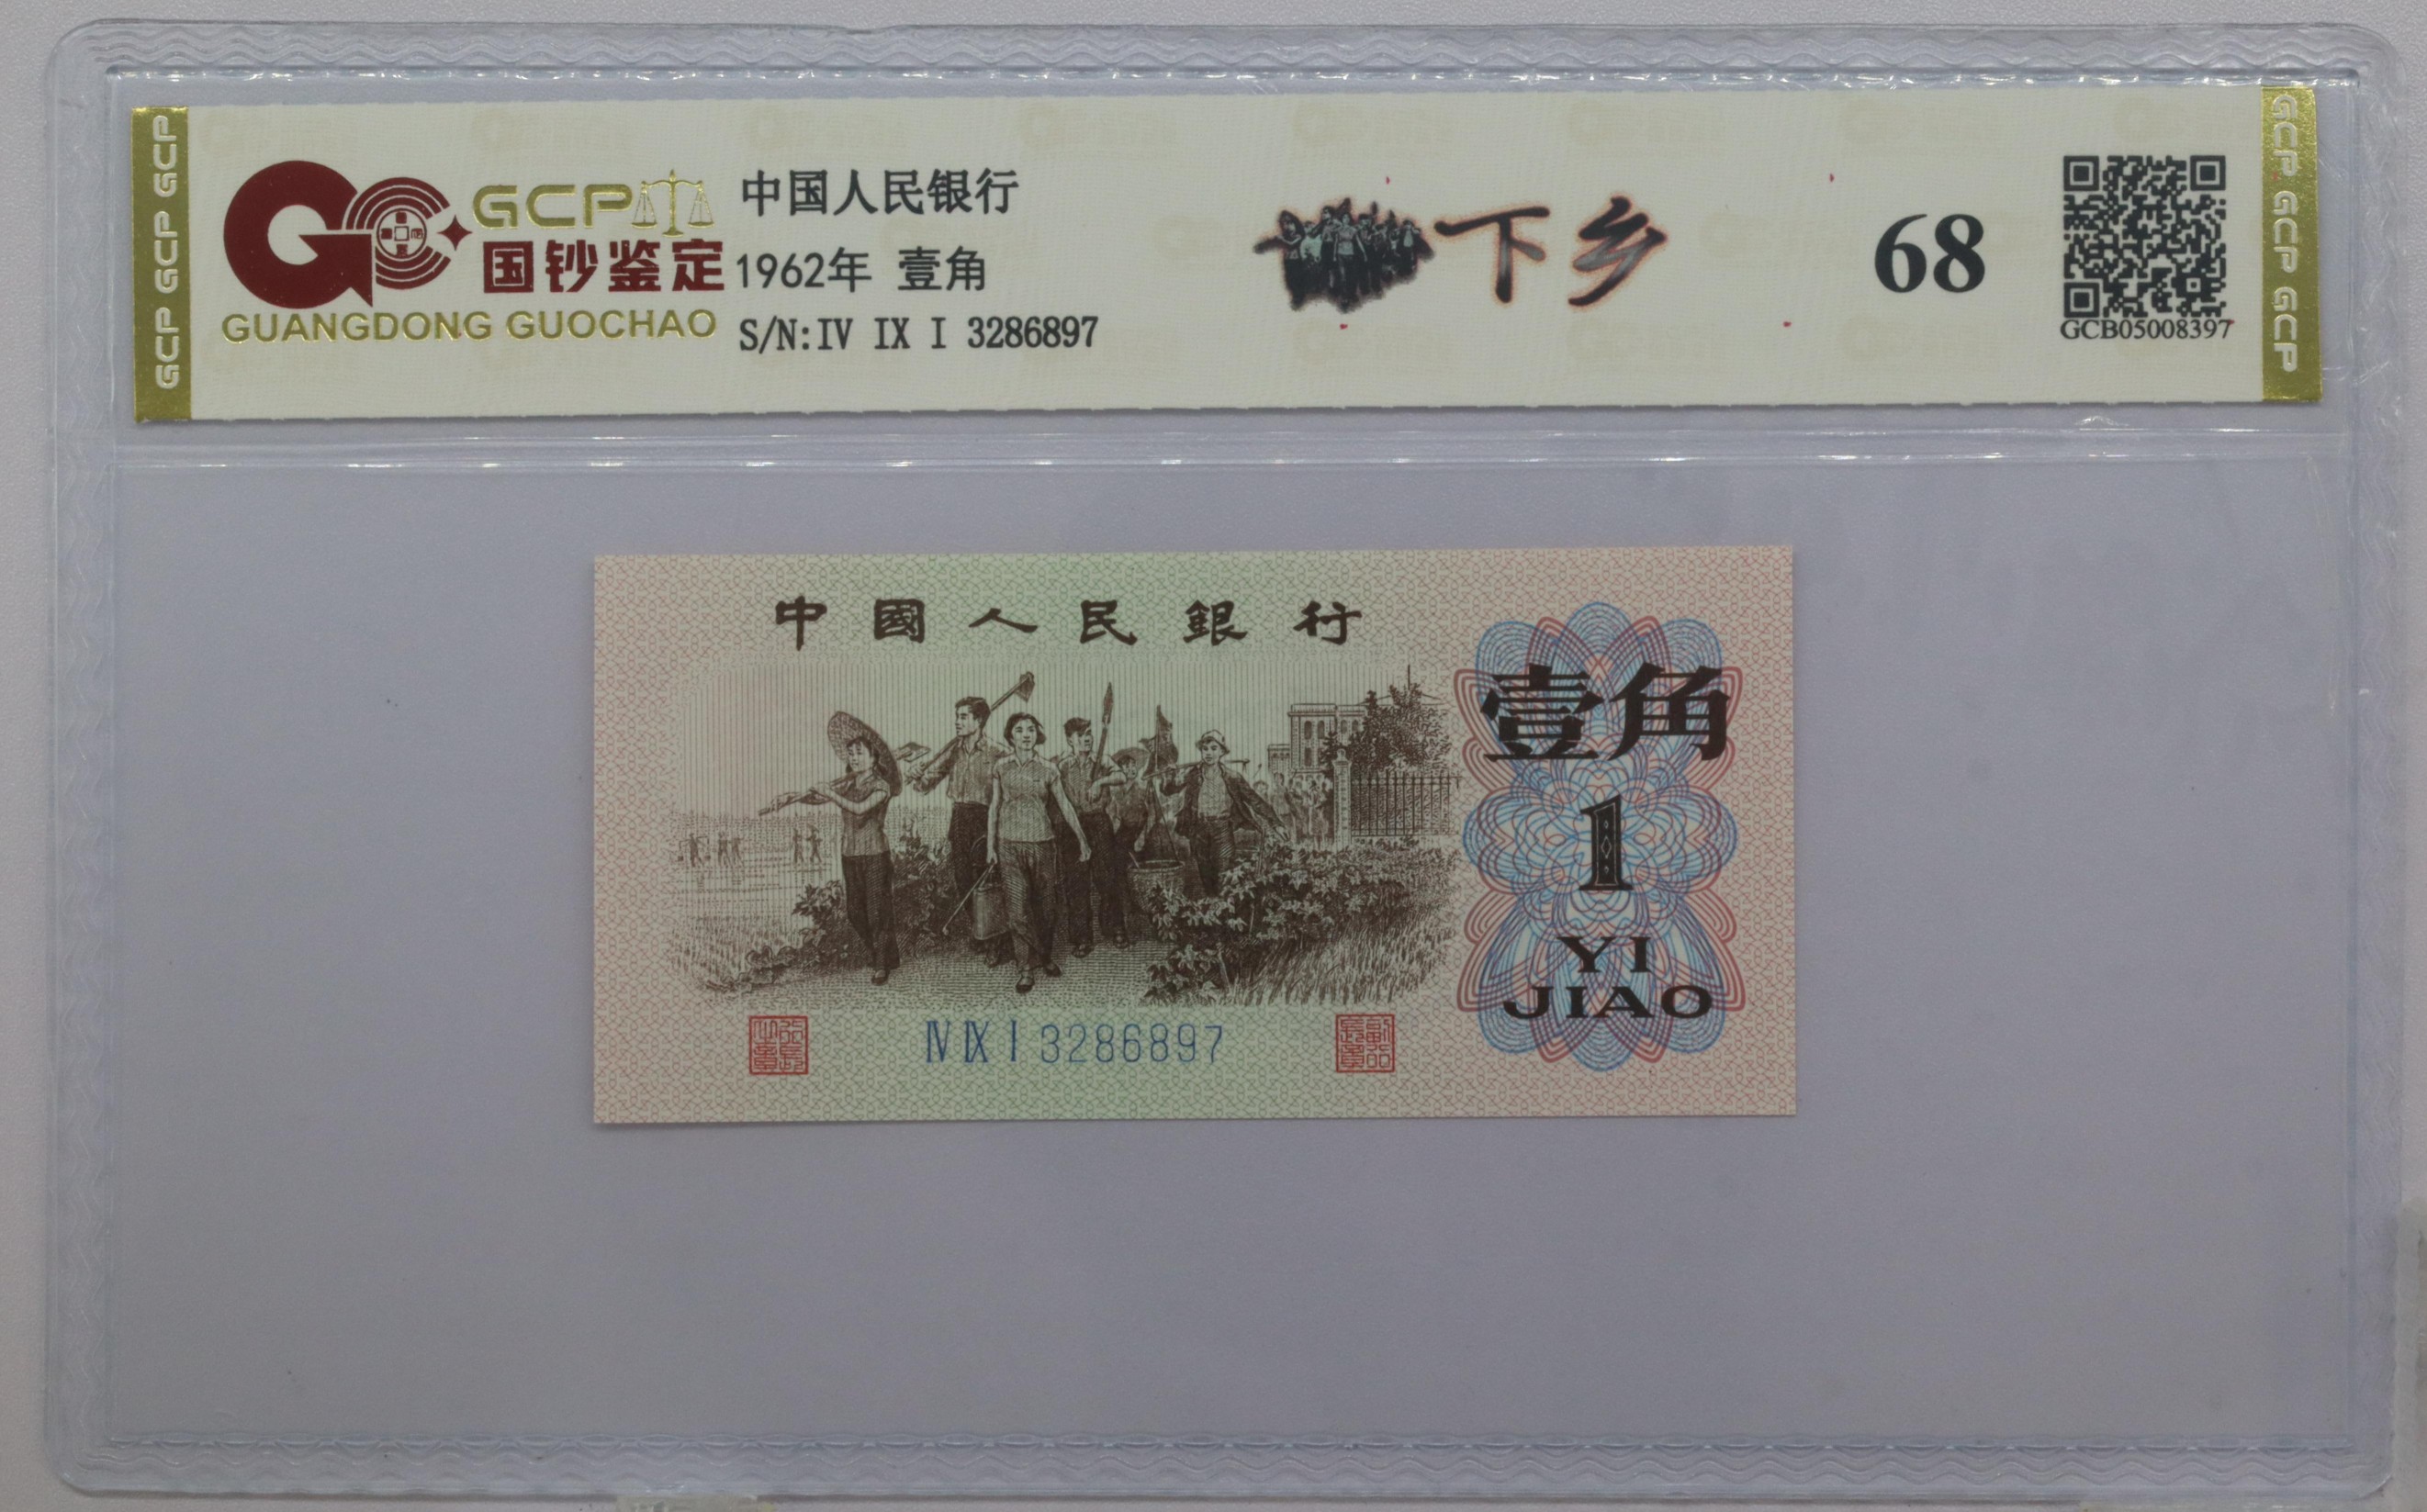 GCP GCP GCP
GCP
国钞鉴定
GUANGDONG GUOCHAO
中国人民银行
1962年 壹角
S/N:IV IX I 3286897
下乡
68
GCB05008397
GCP GCP GCP
中國人民銀行
壹角
1
YI
JIAO
Ⅳ Ⅸ Ⅰ 3286897